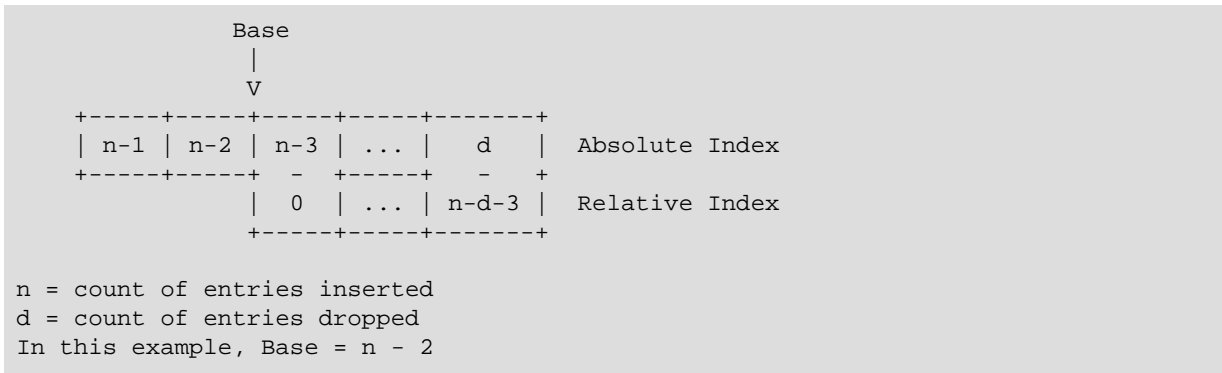 Base
                |
                V
    +-----+-----+-----+-----+-------+
    | n-1 | n-2 | n-3 | ... |   d   |  Absolute Index
    +-----+-----+  -  +-----+   -   +
                |  0  | ... | n-d-3 |  Relative Index
                +-----+-----+-------+

n = count of entries inserted
d = count of entries dropped
In this example, Base = n - 2